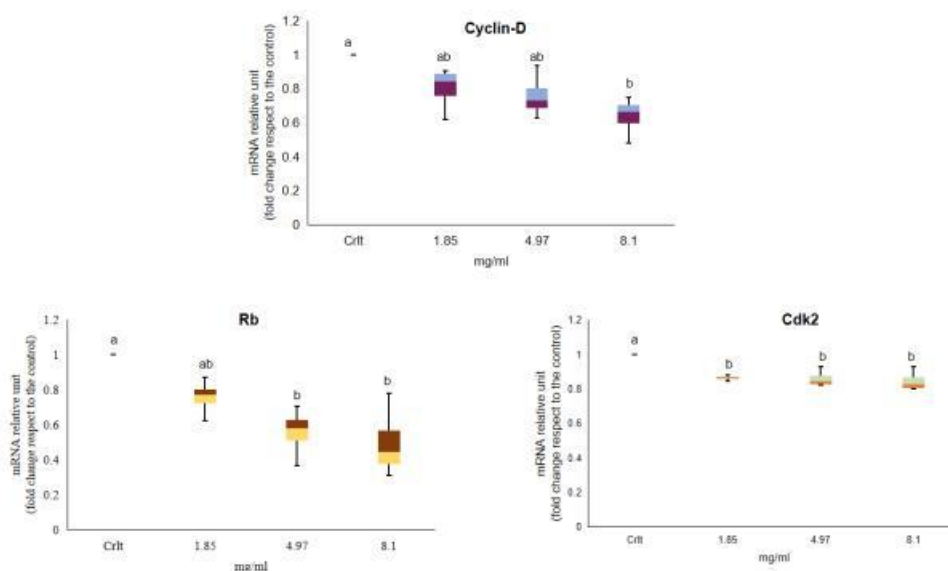 Cyclin-D
mRNA relative unit
(fold change respect to the control)
1.2
1
0.8
0.6
0.4
0.2
0
a
ab
ab
b
Crlt
1.85
4.97
8.1
mg/ml
Rb
mRNA relative unit
(fold change respect to the control)
1.2
1
0.8
0.6
0.4
0.2
0
a
ab
b
b
Crlt
1.85
4.97
8.1
mg/ml
Cdk2
mRNA relative unit
(fold change respect to the control)
1.2
1
0.8
0.6
0.4
0.2
0
a
b
b
b
Crlt
1.85
4.97
8.1
mg/ml